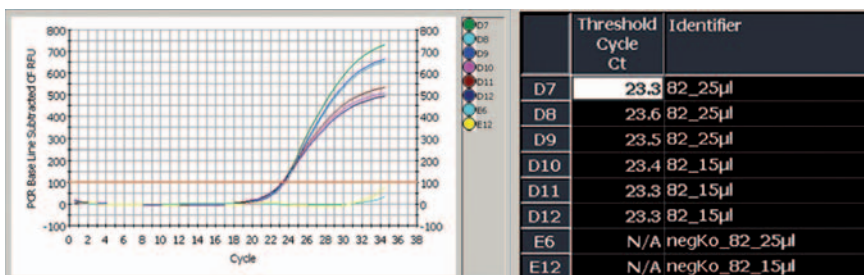 PCR Base Line Subtracted CF RFU
800
700
600
500
400
300
200
100
0
-100
800
700
600
500
400
300
200
100
0
-100
0 2 4 6 8 10 12 14 16 18 20 22 24 26 28 30 32 34 36 38
Cycle
D7
D8
D9
D10
D11
D12
E6
E12
Threshold Cycle Ct Identifier
D7 23.3 82_25µl
D8 23.6 82_25µl
D9 23.5 82_25µl
D10 23.4 82_15µl
D11 23.3 82_15µl
D12 23.3 82_15µl
E6 N/A negKo_82_25µl
E12 N/A negKo_82_15µl